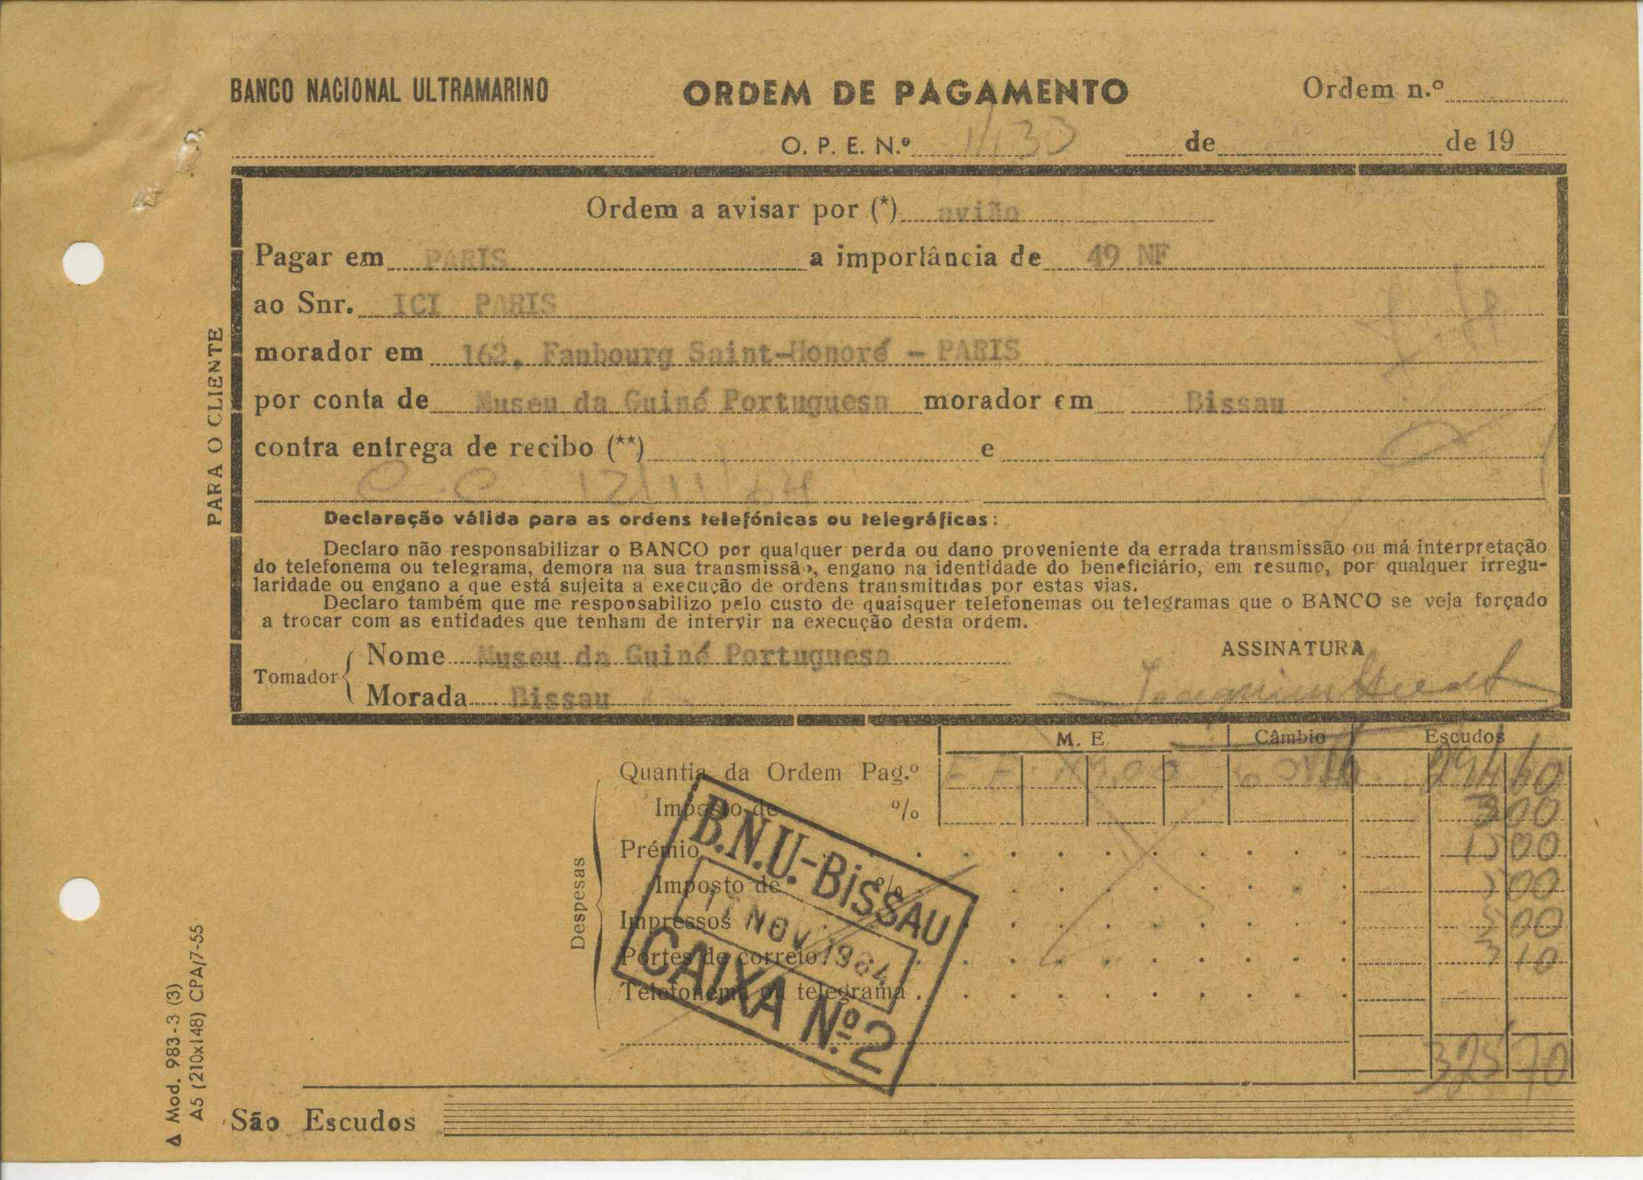 BANCO NACIONAL ULTRAMARINO ORDEM DE PAGAMENTO Ordem n.º
O. P. E. N.º de de 19
Ordem a avisar por (*) avião
Pagar em PARIS a importância de 49 NF
ao Snr. ICI PARIS
morador em 162, Faubourg Saint-Honoré - PARIS
por conta de Museu da Guiné Portuguesa morador em Bissau
contra entrega de recibo (**) e
C. C. 12/11/64
PARA O CLIENTE
Declaração válida para as ordens telefónicas ou telegráficas:
Declaro não responsabilizar o BANCO por qualquer perda ou dano proveniente da errada transmissão ou má interpretação
do telefonema ou telegrama, demora na sua transmissão, engano na identidade do beneficiário, em resumo, por qualquer irregu-
laridade ou engano a que está sujeita a execução de ordens transmitidas por estas vias.
Declaro também que me responsabilizo pelo custo de quaisquer telefonemas ou telegramas que o BANCO se veja forçado
a trocar com as entidades que tenham de intervir na execução desta ordem.
ASSINATURA
Tomador Nome Museu da Guiné Portuguesa
Morada Bissau
M. E. Câmbio Escudos
Quantia da Ordem Pag.º
Imposto de %
Prémio
Imposto de %
Impressos 5 00
Portes de correio
Telefonema ou telegrama
325 70
Despesas
B.N.U.-BISSAU
NOV 1964
CAIXA Nº 2
São Escudos
Δ Mod. 983-3 (3)
A5 (210x148) CPA/7-55